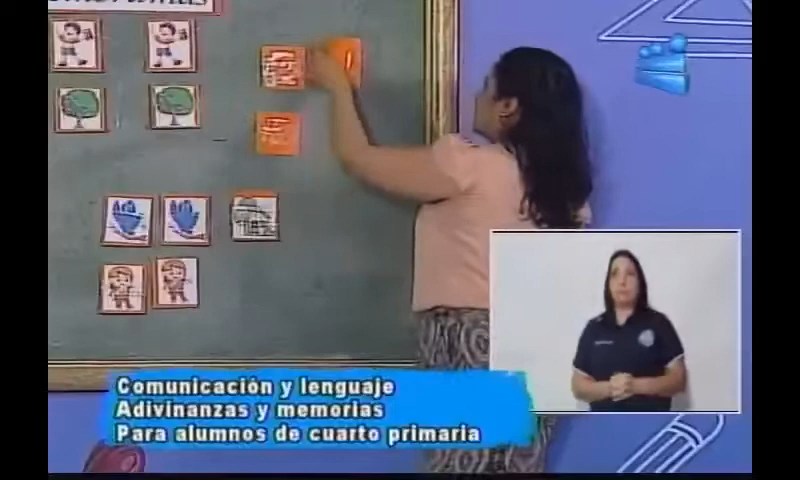 Comunicación y lenguaje
Adivinanzas y memorias
Para alumnos de cuarto primaria